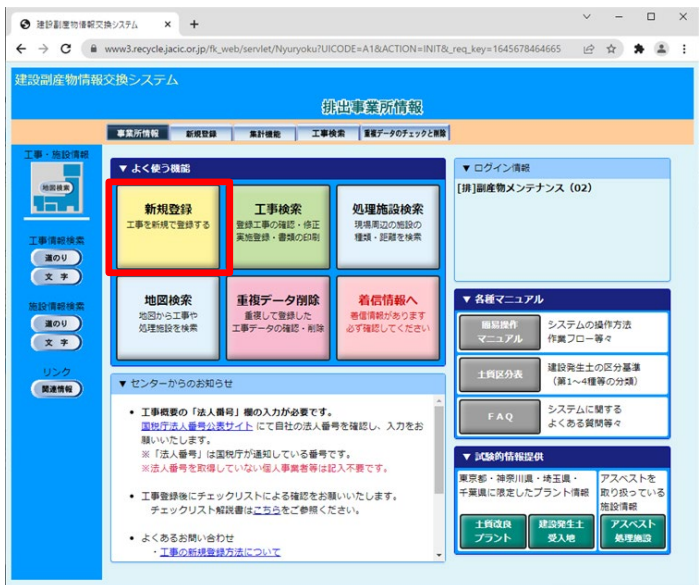 建設副産物情報交換システム
www3.recycle.jacic.or.jp/fk_web/servlet/Nyuryoku?UICODE=A1&ACTION=INIT&_req_key=1645678464665
建設副産物情報交換システム
排出事業所情報
事業所情報 新規登録 集計機能 工事検索 重複データのチェックと削除
工事・施設情報
地図検索
工事情報検索
道のり
文 字
施設情報検索
道のり
文 字
リンク
関連情報
▼ よく使う機能
新規登録
工事を新規で登録する
工事検索
登録工事の確認・修正
実施登録・書類の印刷
処理施設検索
現場周辺の施設の
種類・距離を検索
地図検索
地図から工事や
処理施設を検索
重複データ削除
重複して登録した
工事データの確認・削除
着信情報へ
着信情報があります
必ず確認してください
▼ センターからのお知らせ
• 工事概要の「法人番号」欄の入力が必要です。
国税庁法人番号公表サイト にて自社の法人番号を確認し、入力をお
願いいたします。
※「法人番号」は国税庁が通知している番号です。
※法人番号を取得していない個人事業者等は記入不要です。
• 工事登録後にチェックリストによる確認をお願いいたします。
チェックリスト解説書はこちらをご参照ください。
• よくあるお問い合わせ
・工事の新規登録方法について
▼ ログイン情報
[排]副産物メンテナンス（02）
▼ 各種マニュアル
簡易操作
マニュアル
システムの操作方法
作業フロー等々
土質区分表
建設発生土の区分基準
（第1～4種等の分類）
FAQ
システムに関する
よくある質問等々
▼ 試験的情報提供
東京都・神奈川県・埼玉県・
千葉県に限定したプラント情報
土質改良
プラント
建設発生土
受入地
アスベストを
取り扱っている
施設情報
アスベスト
処理施設